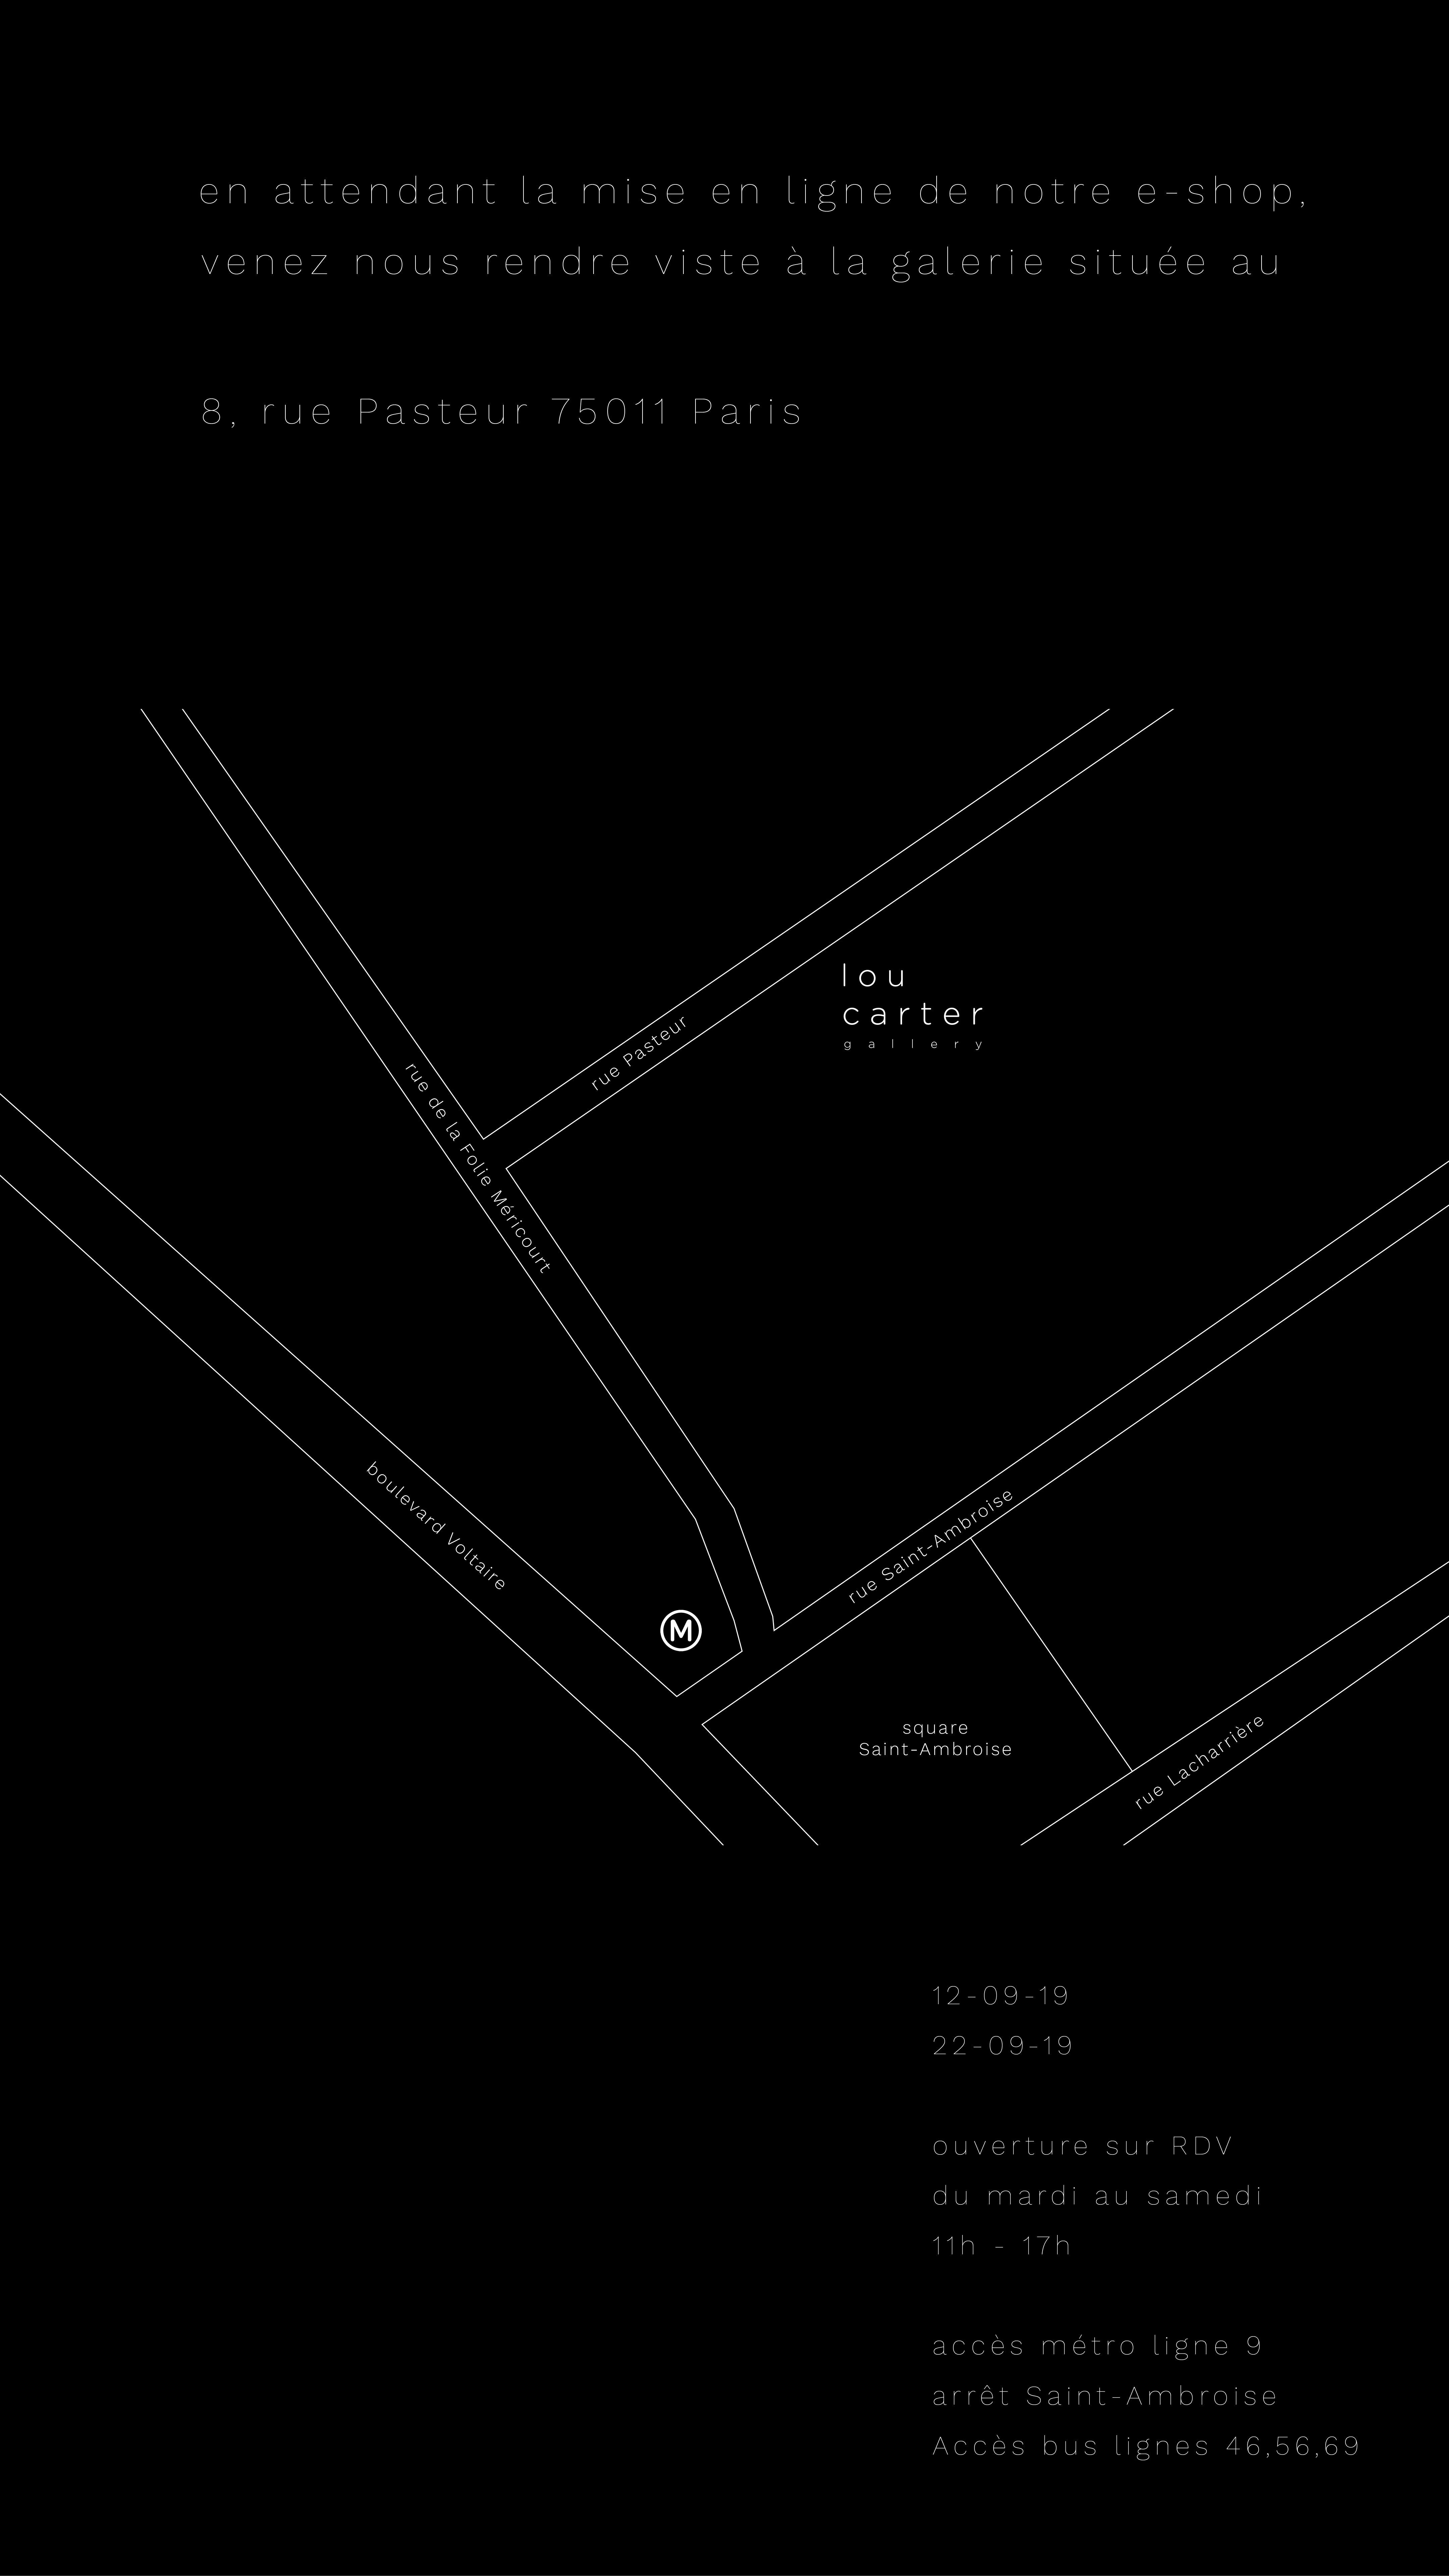 en attendant la mise en ligne de notre e-shop,
venez nous rendre viste à la galerie située au
8, rue Pasteur 75011 Paris
lou
carter
gallery
rue Pasteur
rue de la Folie Méricourt
boulevard Voltaire
rue Saint-Ambroise
M
square
Saint-Ambroise
rue Lacharrière
12-09-19
22-09-19
ouverture sur RDV
du mardi au samedi
11h - 17h
accès métro ligne 9
arrêt Saint-Ambroise
Accès bus lignes 46,56,69